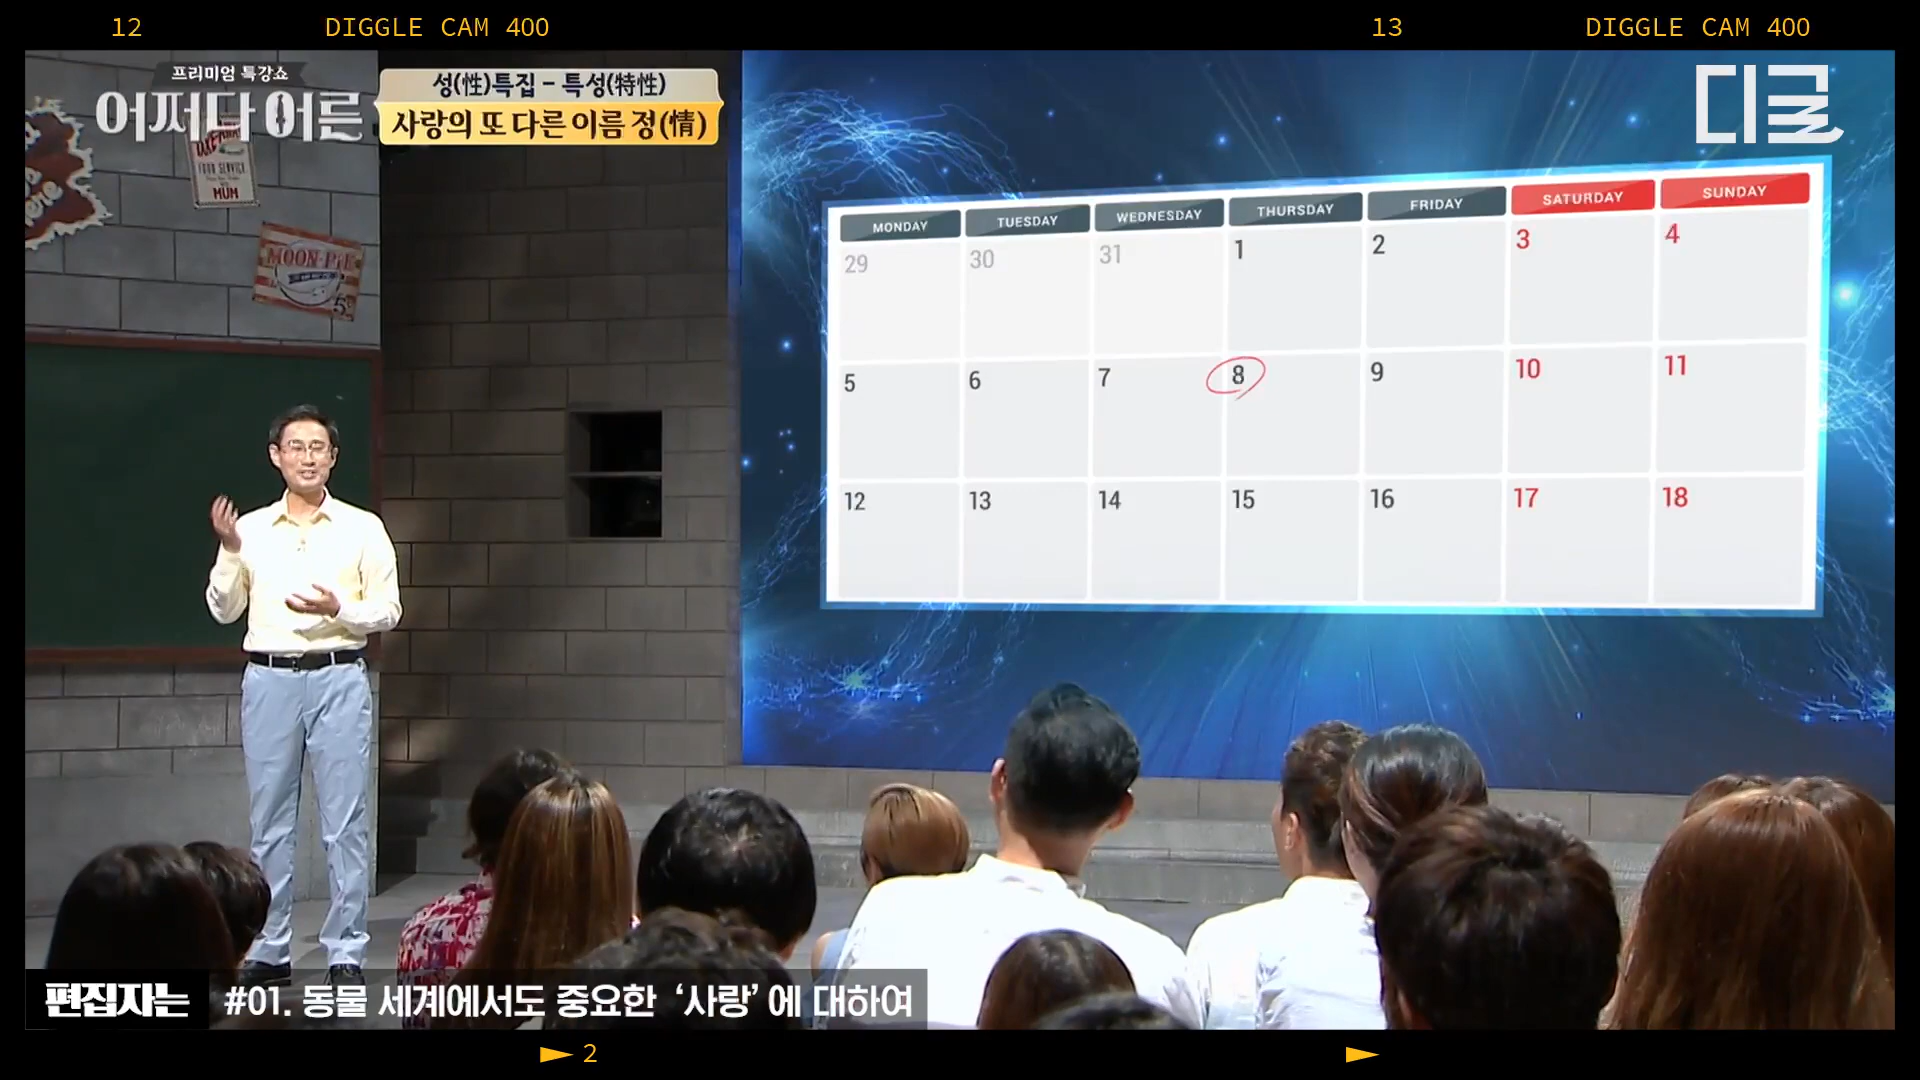 12
DIGGLE CAM 400
13
DIGGLE CAM 400
프리미엄 특강쇼
어쩌다 어른
성(性)특집 - 특성(特性)
사랑의 또 다른 이름 정(情)
디글
FOOD SERVICE
MUM
MOON-PIE
5¢
MONDAY TUESDAY WEDNESDAY THURSDAY FRIDAY SATURDAY SUNDAY
29 30 31 1 2 3 4
5 6 7 8 9 10 11
12 13 14 15 16 17 18
편집자는
#01. 동물 세계에서도 중요한 ‘사랑’에 대하여
2